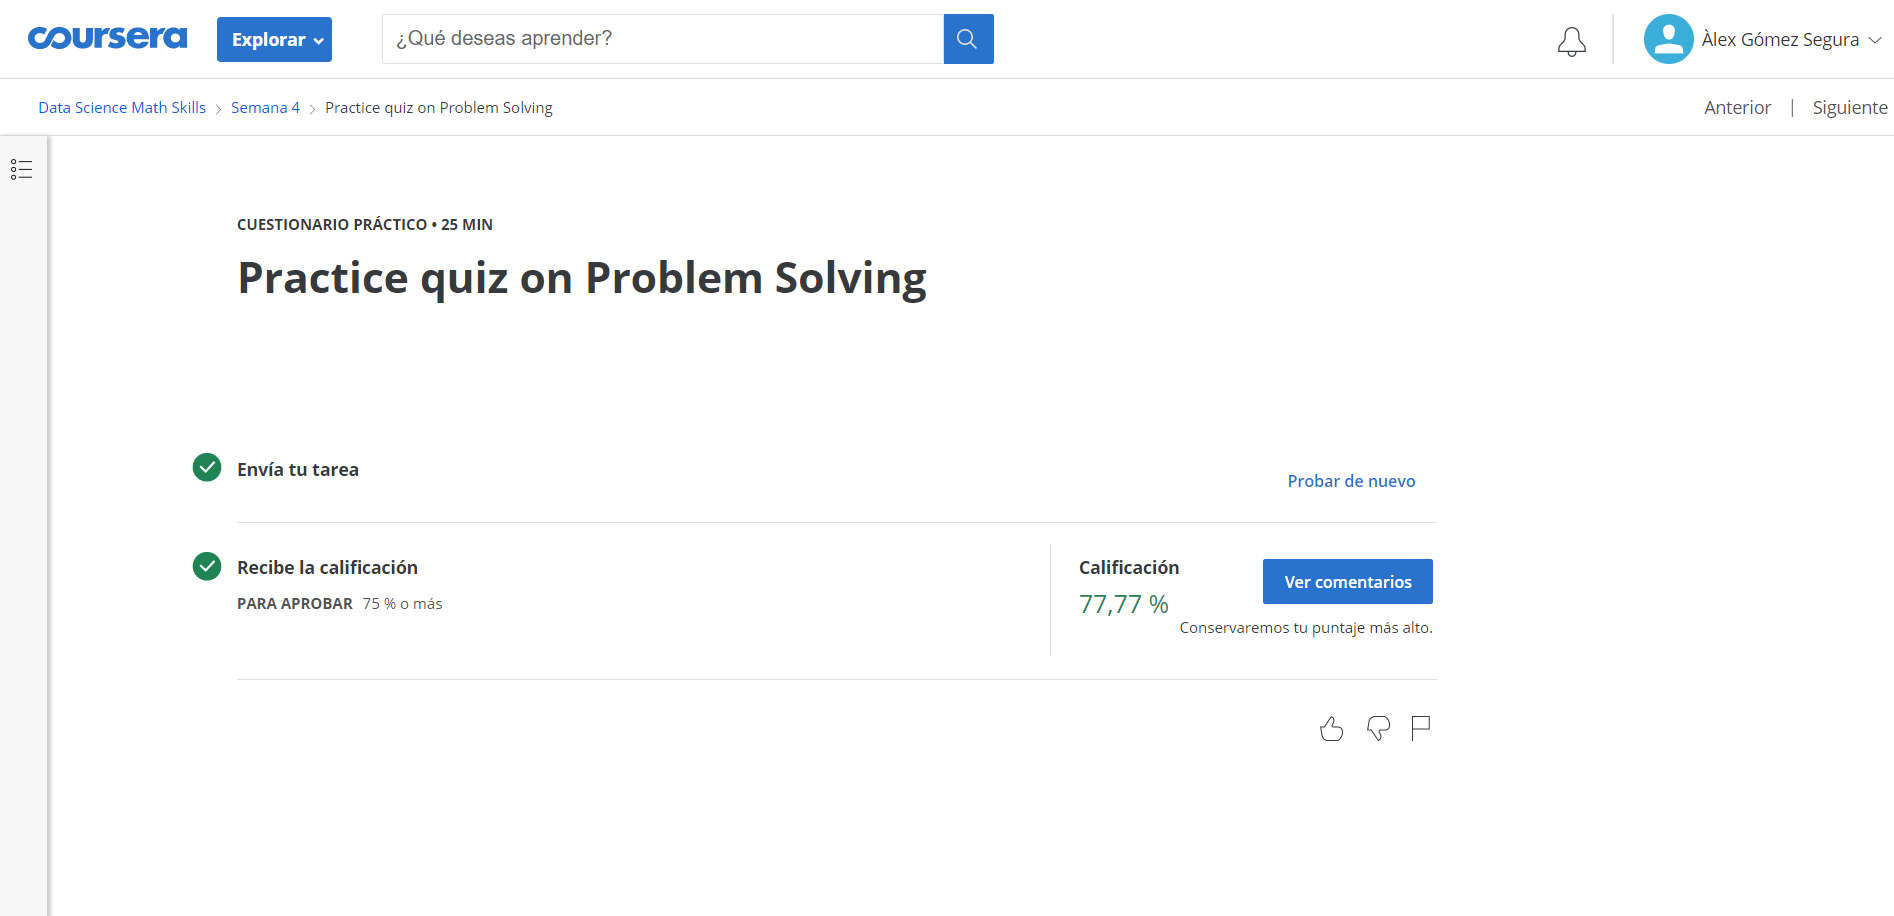 coursera
Explorar
¿Qué deseas aprender?
Àlex Gómez Segura
Data Science Math Skills > Semana 4 > Practice quiz on Problem Solving
Anterior | Siguiente
CUESTIONARIO PRÁCTICO • 25 MIN
Practice quiz on Problem Solving
Envía tu tarea
Probar de nuevo
Recibe la calificación
PARA APROBAR 75 % o más
Calificación
77,77 %
Ver comentarios
Conservaremos tu puntaje más alto.